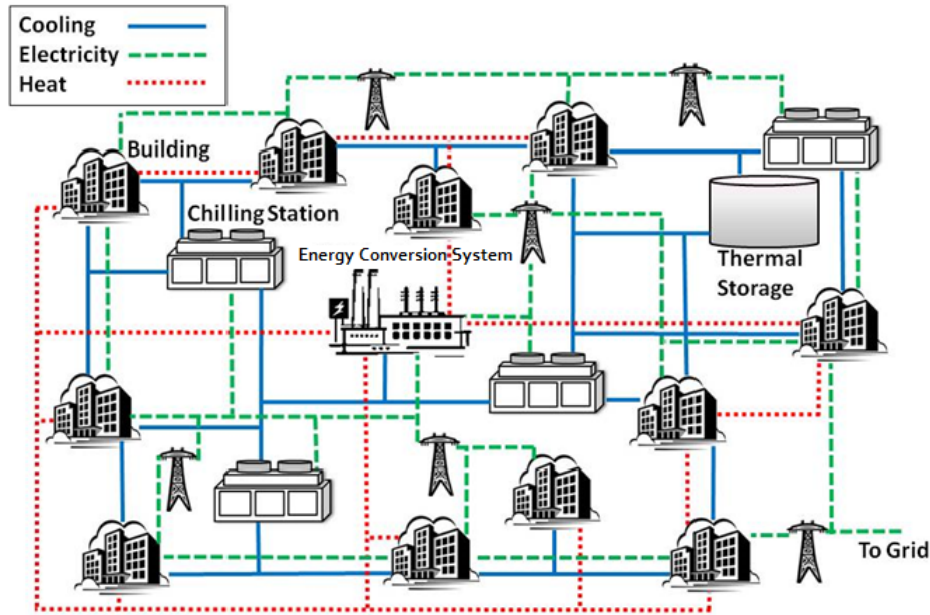 Cooling
Electricity
Heat
Building
Chilling Station
Energy Conversion System
Thermal
Storage
To Grid